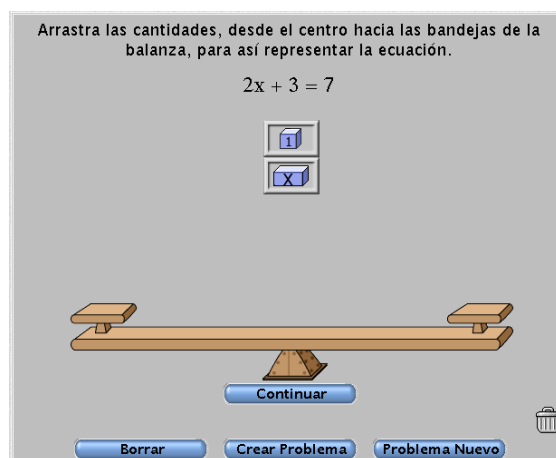 Arrastra las cantidades, desde el centro hacia las bandejas de la
balanza, para así representar la ecuación.
2x + 3 = 7
1
X
Continuar
Borrar
Crear Problema
Problema Nuevo